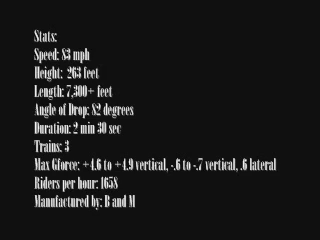 Stats:
Speed: 83 mph
Height: 263 feet
Length: 7,300+ feet
Angle of Drop: 82 degrees
Duration: 2 min 30 sec
Trains: 3
Max Gforce: +4.6 to +4.9 vertical, -.6 to -.7 vertical, .6 lateral
Riders per hour: 1658
Manufactured by: B and M